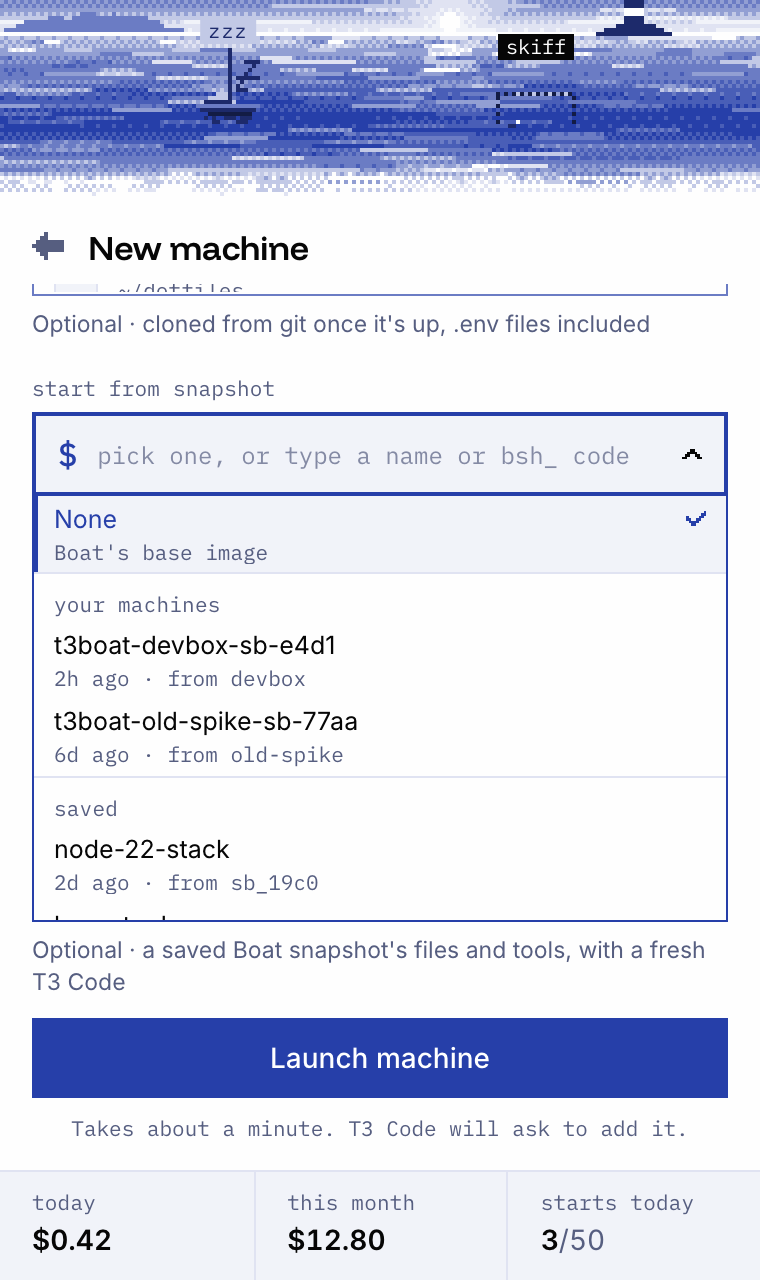 zzz
skiff
New machine
~/dotfiles
Optional · cloned from git once it's up, .env files included
start from snapshot
$ pick one, or type a name or bsh_ code
None
Boat's base image
your machines
t3boat-devbox-sb-e4d1
2h ago · from devbox
t3boat-old-spike-sb-77aa
6d ago · from old-spike
saved
node-22-stack
2d ago · from sb_19c0
Optional · a saved Boat snapshot's files and tools, with a fresh
T3 Code
Launch machine
Takes about a minute. T3 Code will ask to add it.
today
this month
starts today
$0.42
$12.80
3/50